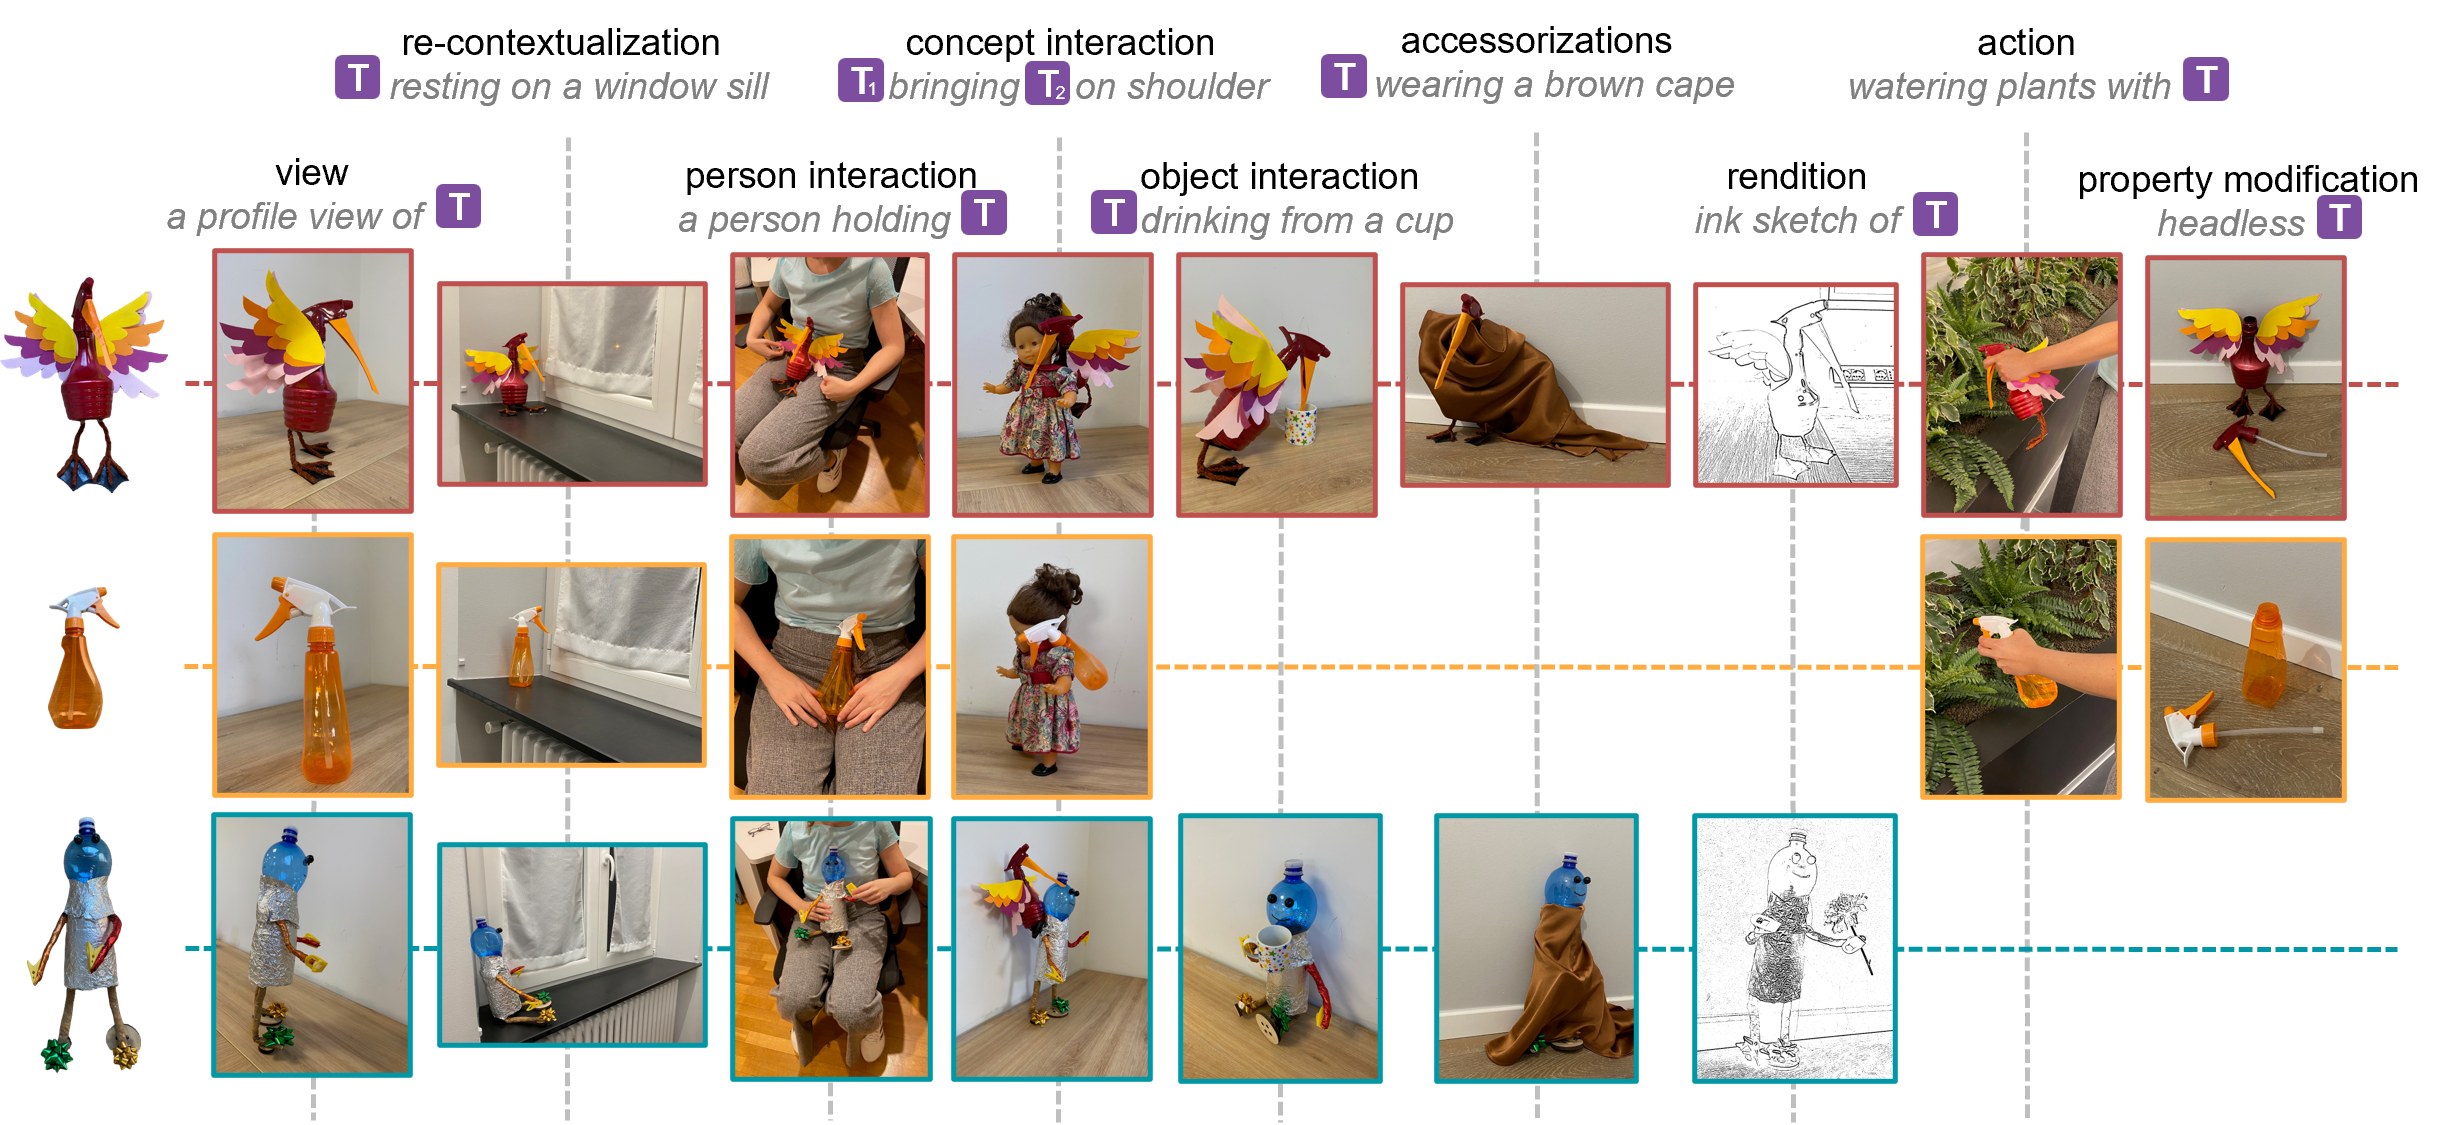 re-contextualization
T resting on a window sill
concept interaction
T1 bringing T2 on shoulder
accessorizations
T wearing a brown cape
action
watering plants with T
view
a profile view of T
person interaction
a person holding T
object interaction
T drinking from a cup
rendition
ink sketch of T
property modification
headless T